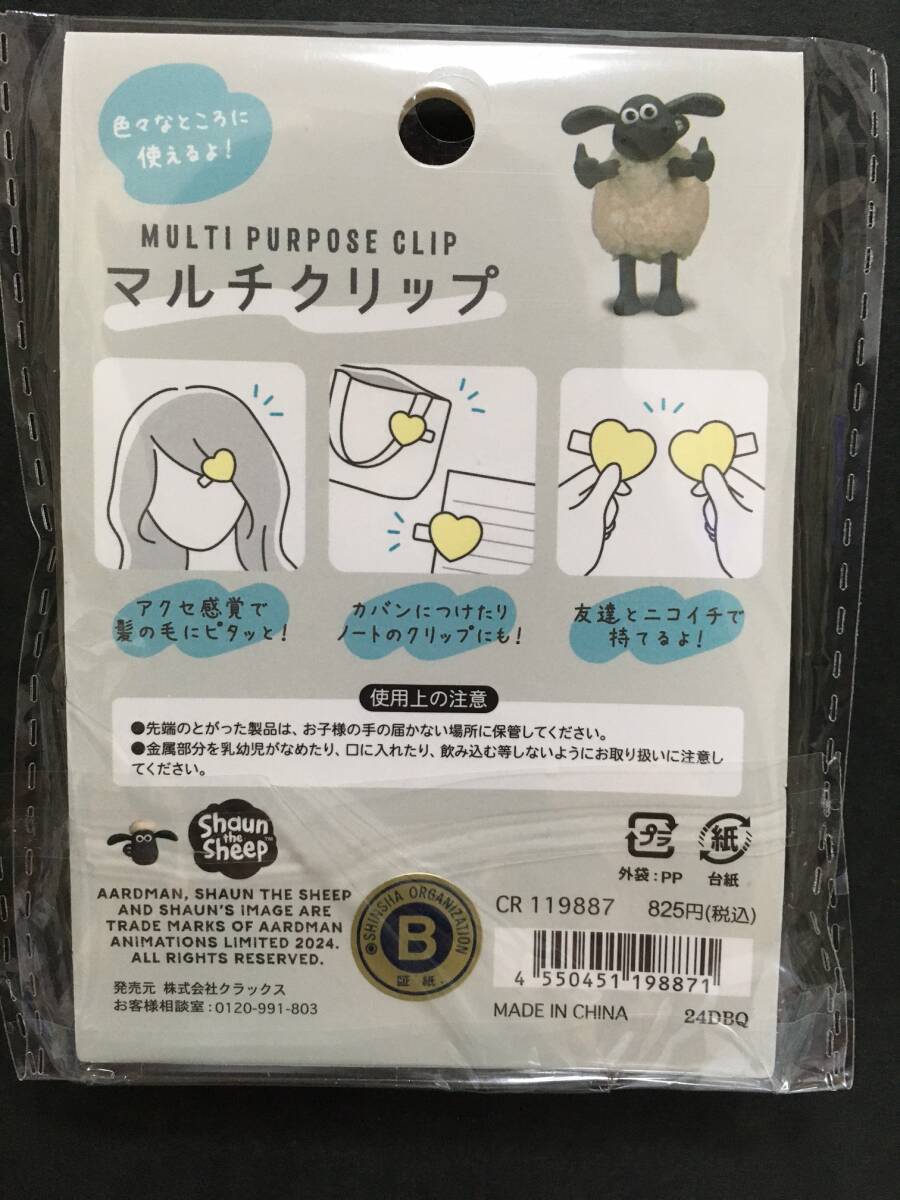 色々なところに
使えるよ!
MULTI PURPOSE CLIP
マルチクリップ
アクセ感覚で
髪の毛にピタッと!
カバンにつけたり
ノートのクリップにも!
友達とニコイチで
持てるよ!
使用上の注意
●先端のとがった製品は、お子様の手の届かない場所に保管してください。
●金属部分を乳幼児がなめたり、口に入れたり、飲み込む等しないようにお取り扱いに注意し
てください。
Shaun
the
Sheep™
プラ
紙
外袋:PP
台紙
AARDMAN, SHAUN THE SHEEP
AND SHAUN'S IMAGE ARE
TRADE MARKS OF AARDMAN
ANIMATIONS LIMITED 2024.
ALL RIGHTS RESERVED.
発売元 株式会社クラックス
お客様相談室:0120-991-803
SHINSHA ORGANIZATION
B
証紙
CR 119887
825円(税込)
4 550451 198871
MADE IN CHINA
24DBQ